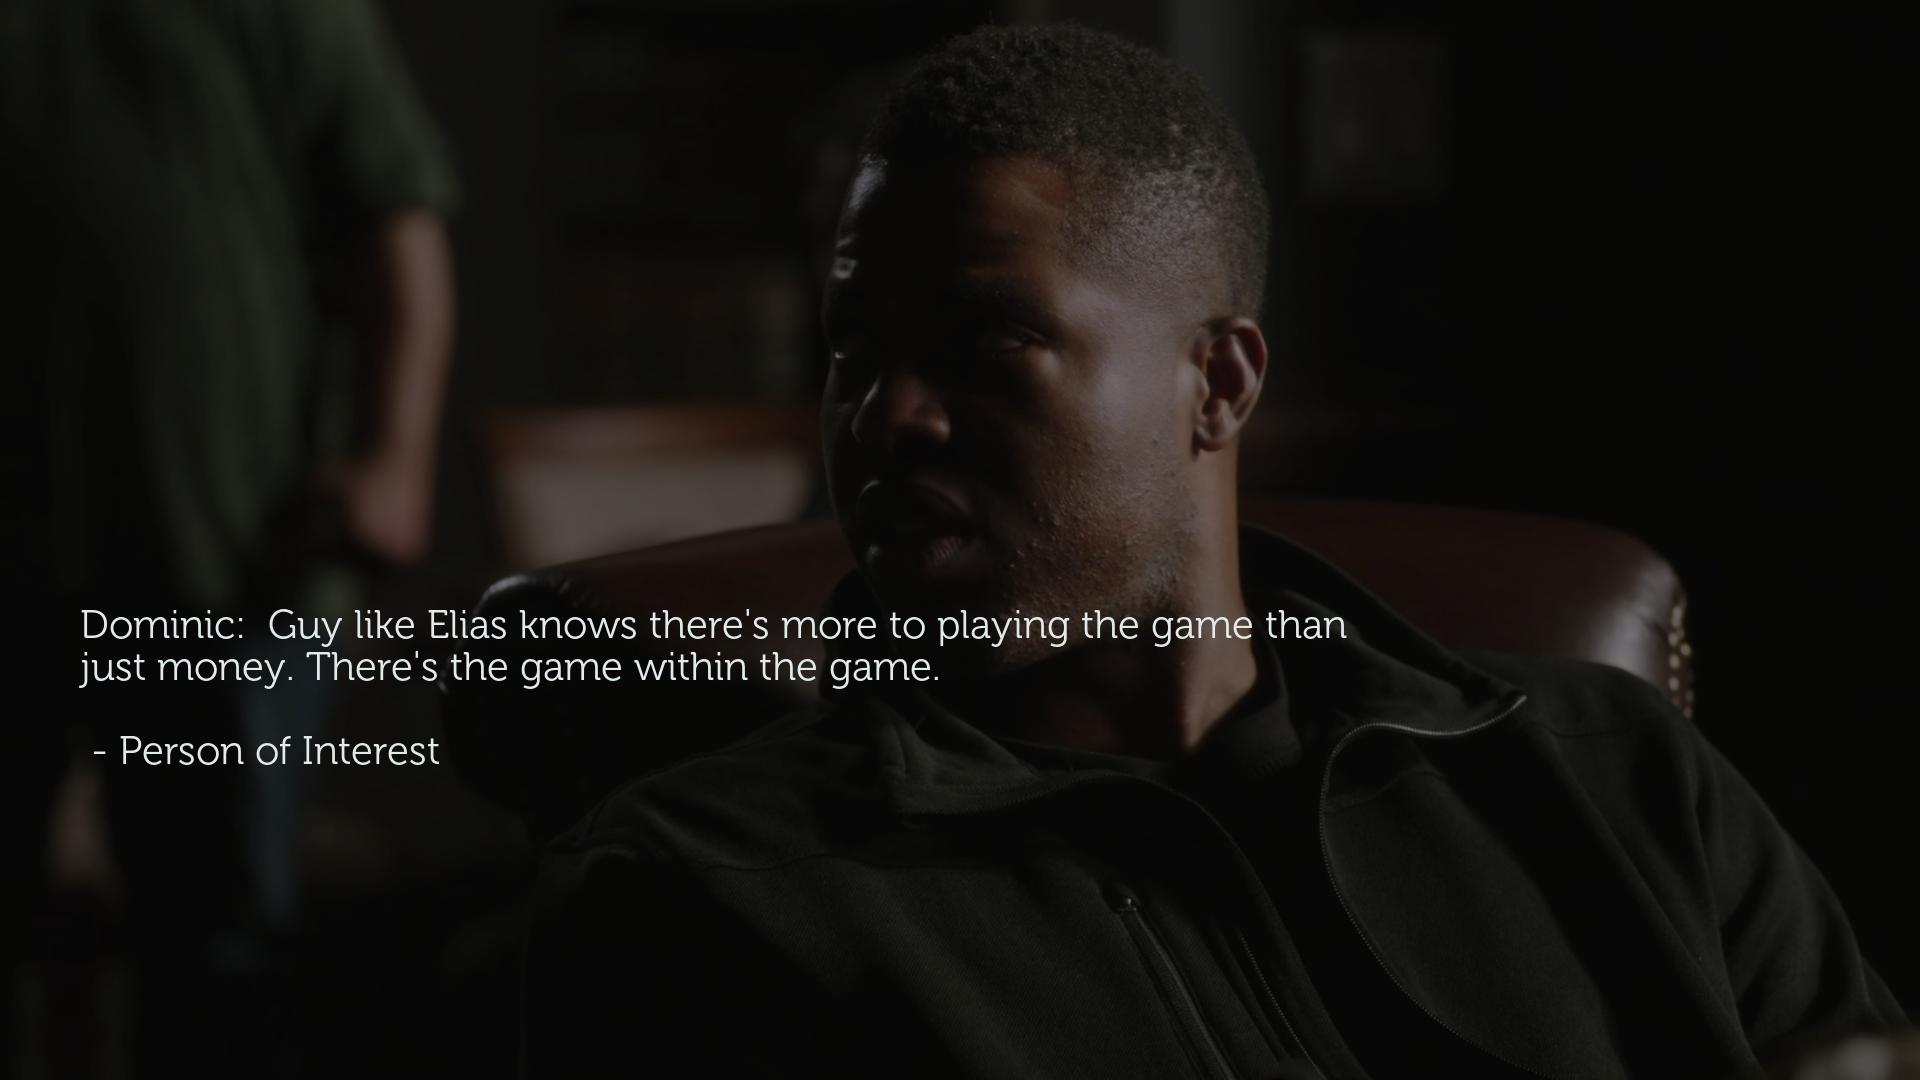 Dominic:  Guy like Elias knows there's more to playing the game than
just money. There's the game within the game.
- Person of Interest